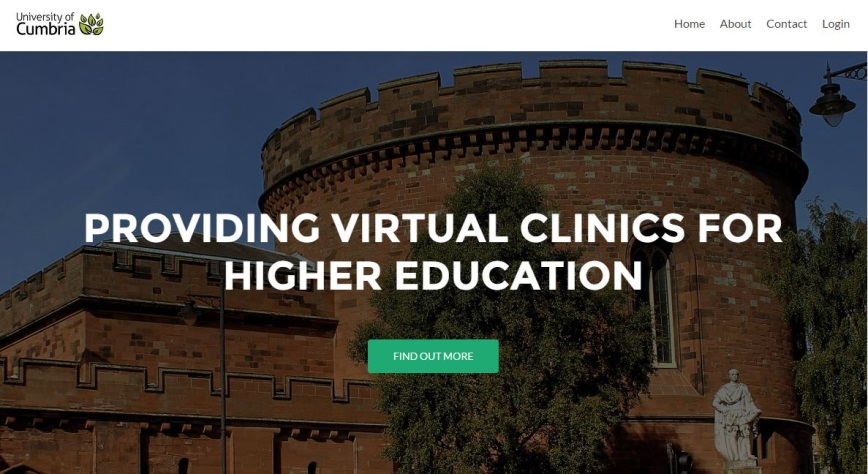 University of
Cumbria
Home About Contact Login
PROVIDING VIRTUAL CLINICS FOR
HIGHER EDUCATION
FIND OUT MORE